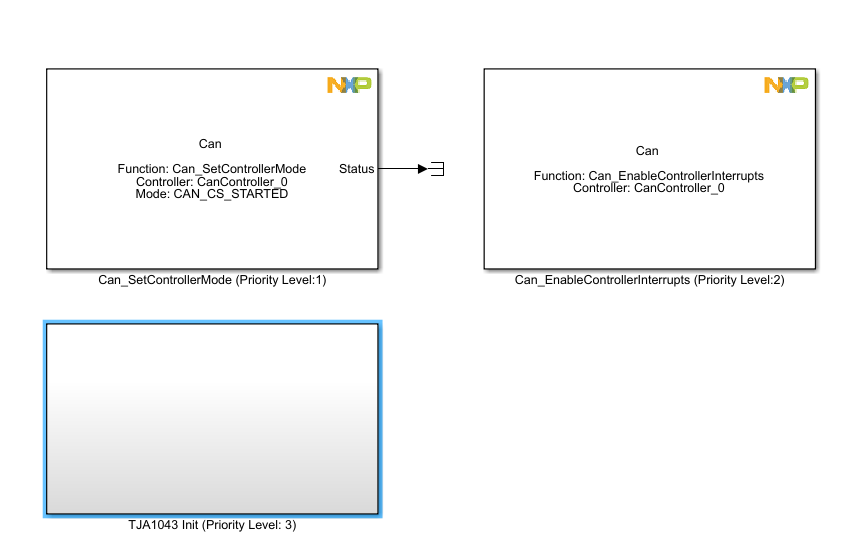 NXP
Can
Function: Can_SetControllerMode
Controller: CanController_0
Mode: CAN_CS_STARTED
Status
Can_SetControllerMode (Priority Level:1)
NXP
Can
Function: Can_EnableControllerInterrupts
Controller: CanController_0
Can_EnableControllerInterrupts (Priority Level:2)
TJA1043 Init (Priority Level: 3)